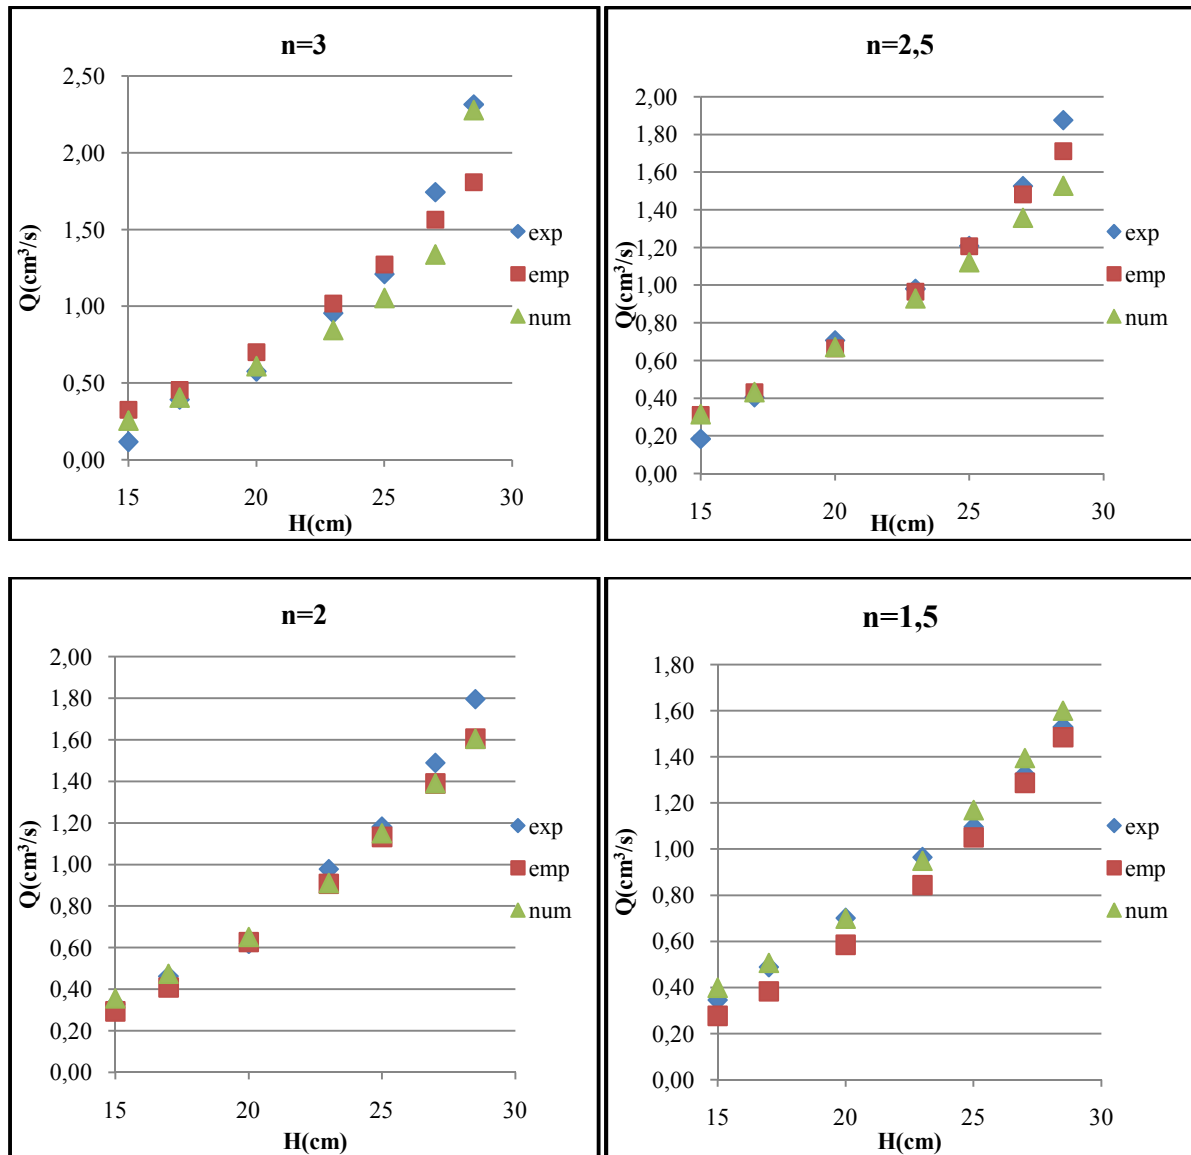 n=3
2,50
2,00
1,50
1,00
0,50
0,00
15 20 25 30
Q(cm³/s)
H(cm)
exp
emp
num
n=2,5
2,00
1,80
1,60
1,40
1,20
1,00
0,80
0,60
0,40
0,20
0,00
15 20 25 30
Q(cm³/s)
H(cm)
exp
emp
num
n=2
2,00
1,80
1,60
1,40
1,20
1,00
0,80
0,60
0,40
0,20
0,00
15 20 25 30
Q(cm³/s)
H(cm)
exp
emp
num
n=1,5
1,80
1,60
1,40
1,20
1,00
0,80
0,60
0,40
0,20
0,00
15 20 25 30
Q(cm³/s)
H(cm)
exp
emp
num